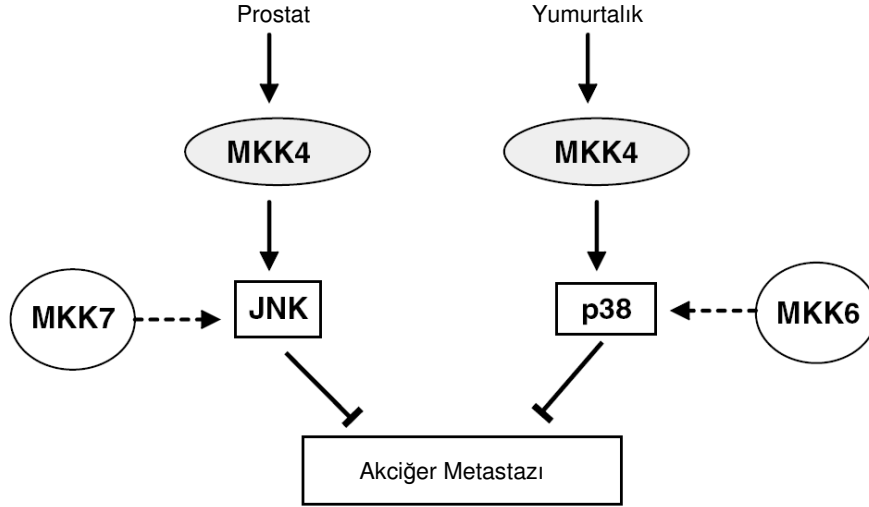 Prostat
Yumurtalık
MKK4
MKK4
MKK7
JNK
p38
MKK6
Akciğer Metastazı